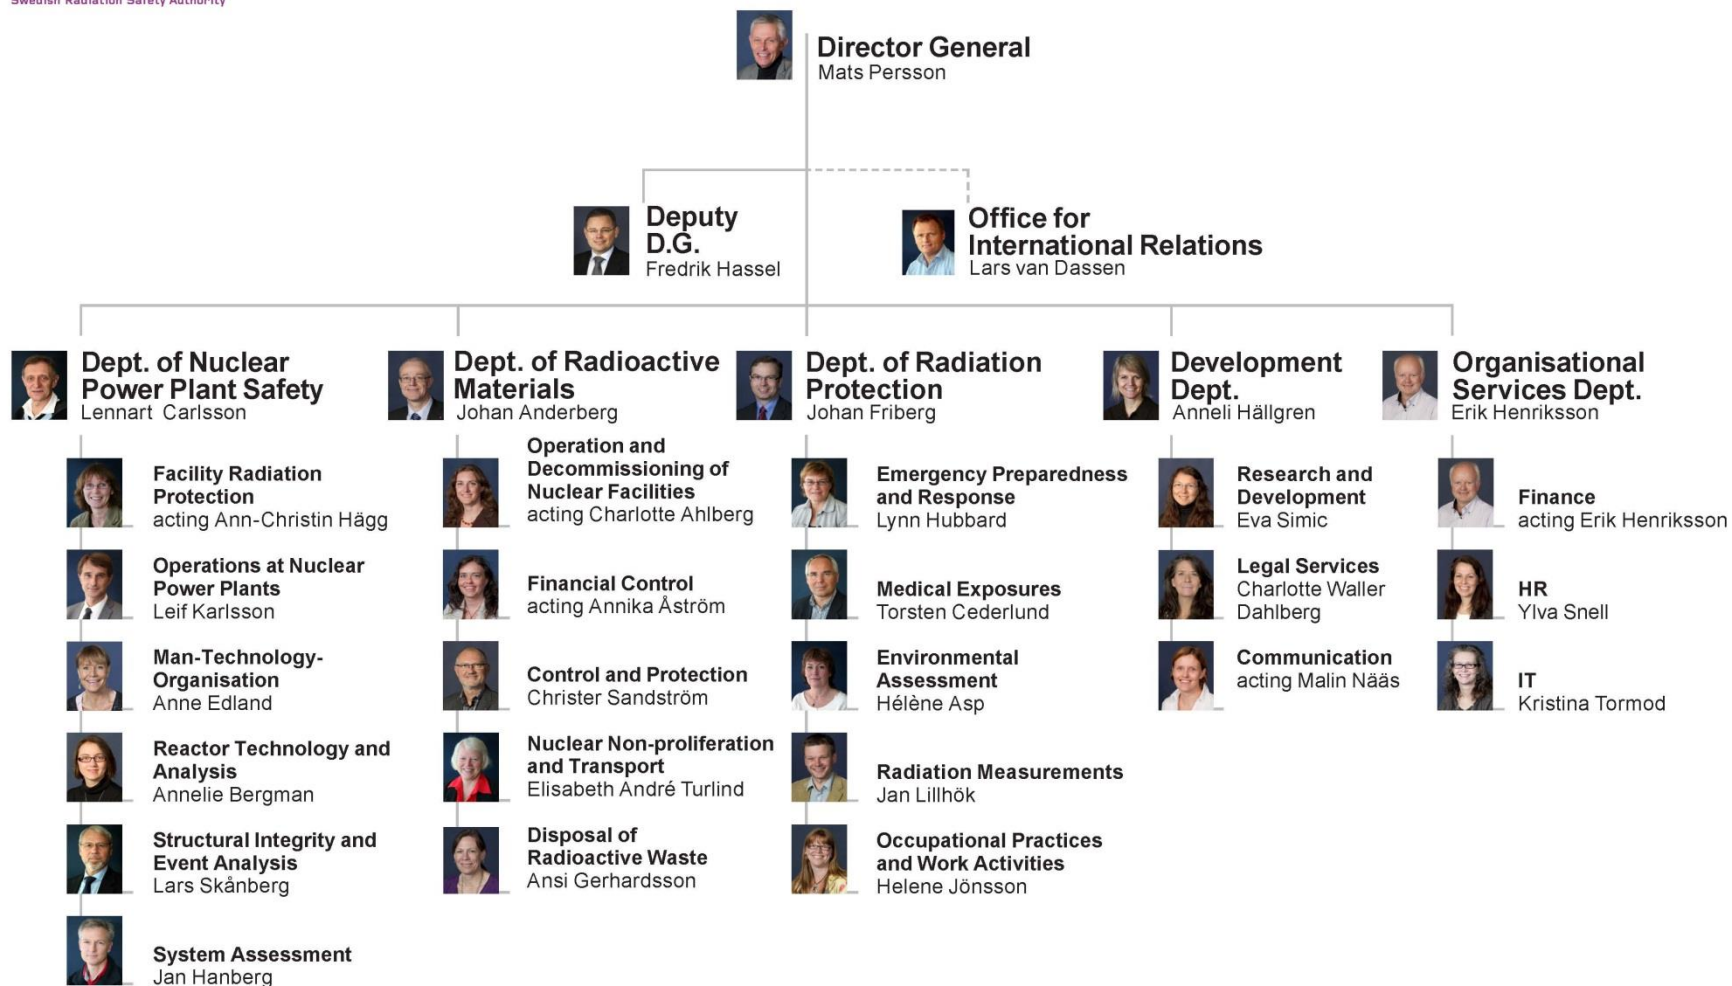 Swedish Radiation Safety Authority
Director General
Mats Persson
Deputy
D.G.
Fredrik Hassel
Office for
International Relations
Lars van Dassen
Dept. of Nuclear
Power Plant Safety
Lennart Carlsson
Facility Radiation
Protection
acting Ann-Christin Hägg
Operations at Nuclear
Power Plants
Leif Karlsson
Man-Technology-
Organisation
Anne Edland
Reactor Technology and
Analysis
Annelie Bergman
Structural Integrity and
Event Analysis
Lars Skånberg
System Assessment
Jan Hanberg
Dept. of Radioactive
Materials
Johan Anderberg
Operation and
Decommissioning of
Nuclear Facilities
acting Charlotte Ahlberg
Financial Control
acting Annika Åström
Control and Protection
Christer Sandström
Nuclear Non-proliferation
and Transport
Elisabeth André Turlind
Disposal of
Radioactive Waste
Ansi Gerhardsson
Dept. of Radiation
Protection
Johan Friberg
Emergency Preparedness
and Response
Lynn Hubbard
Medical Exposures
Torsten Cederlund
Environmental
Assessment
Hélène Asp
Radiation Measurements
Jan Lillhök
Occupational Practices
and Work Activities
Helene Jönsson
Development
Dept.
Anneli Hällgren
Research and
Development
Eva Simic
Legal Services
Charlotte Waller
Dahlberg
Communication
acting Malin Nääs
Organisational
Services Dept.
Erik Henriksson
Finance
acting Erik Henriksson
HR
Ylva Snell
IT
Kristina Tormod